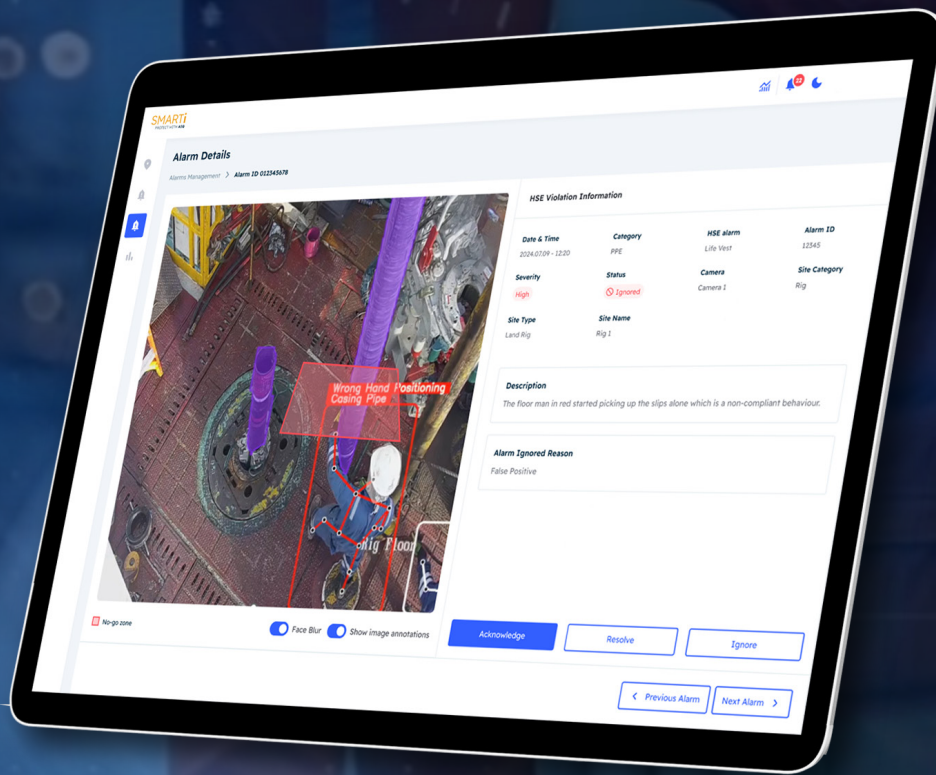 22
SMARTi
PROTECT WITH AI
Alarm Details
Alarms Management > Alarm ID 012345678
Wrong Hand Positioning
Casing Pipe
Rig Floor
No-go zone
Face Blur
Show image annotations
HSE Violation Information
Date & Time
Category
HSE alarm
Alarm ID
2024.07.09 - 12:20
PPE
Life Vest
12345
Severity
Status
Camera
Site Category
High
Ignored
Camera 1
Rig
Site Type
Site Name
Land Rig
Rig 1
Description
The floor man in red started picking up the slips alone which is a non-compliant behaviour.
Alarm Ignored Reason
False Positive
Acknowledge
Resolve
Ignore
< Previous Alarm
Next Alarm >